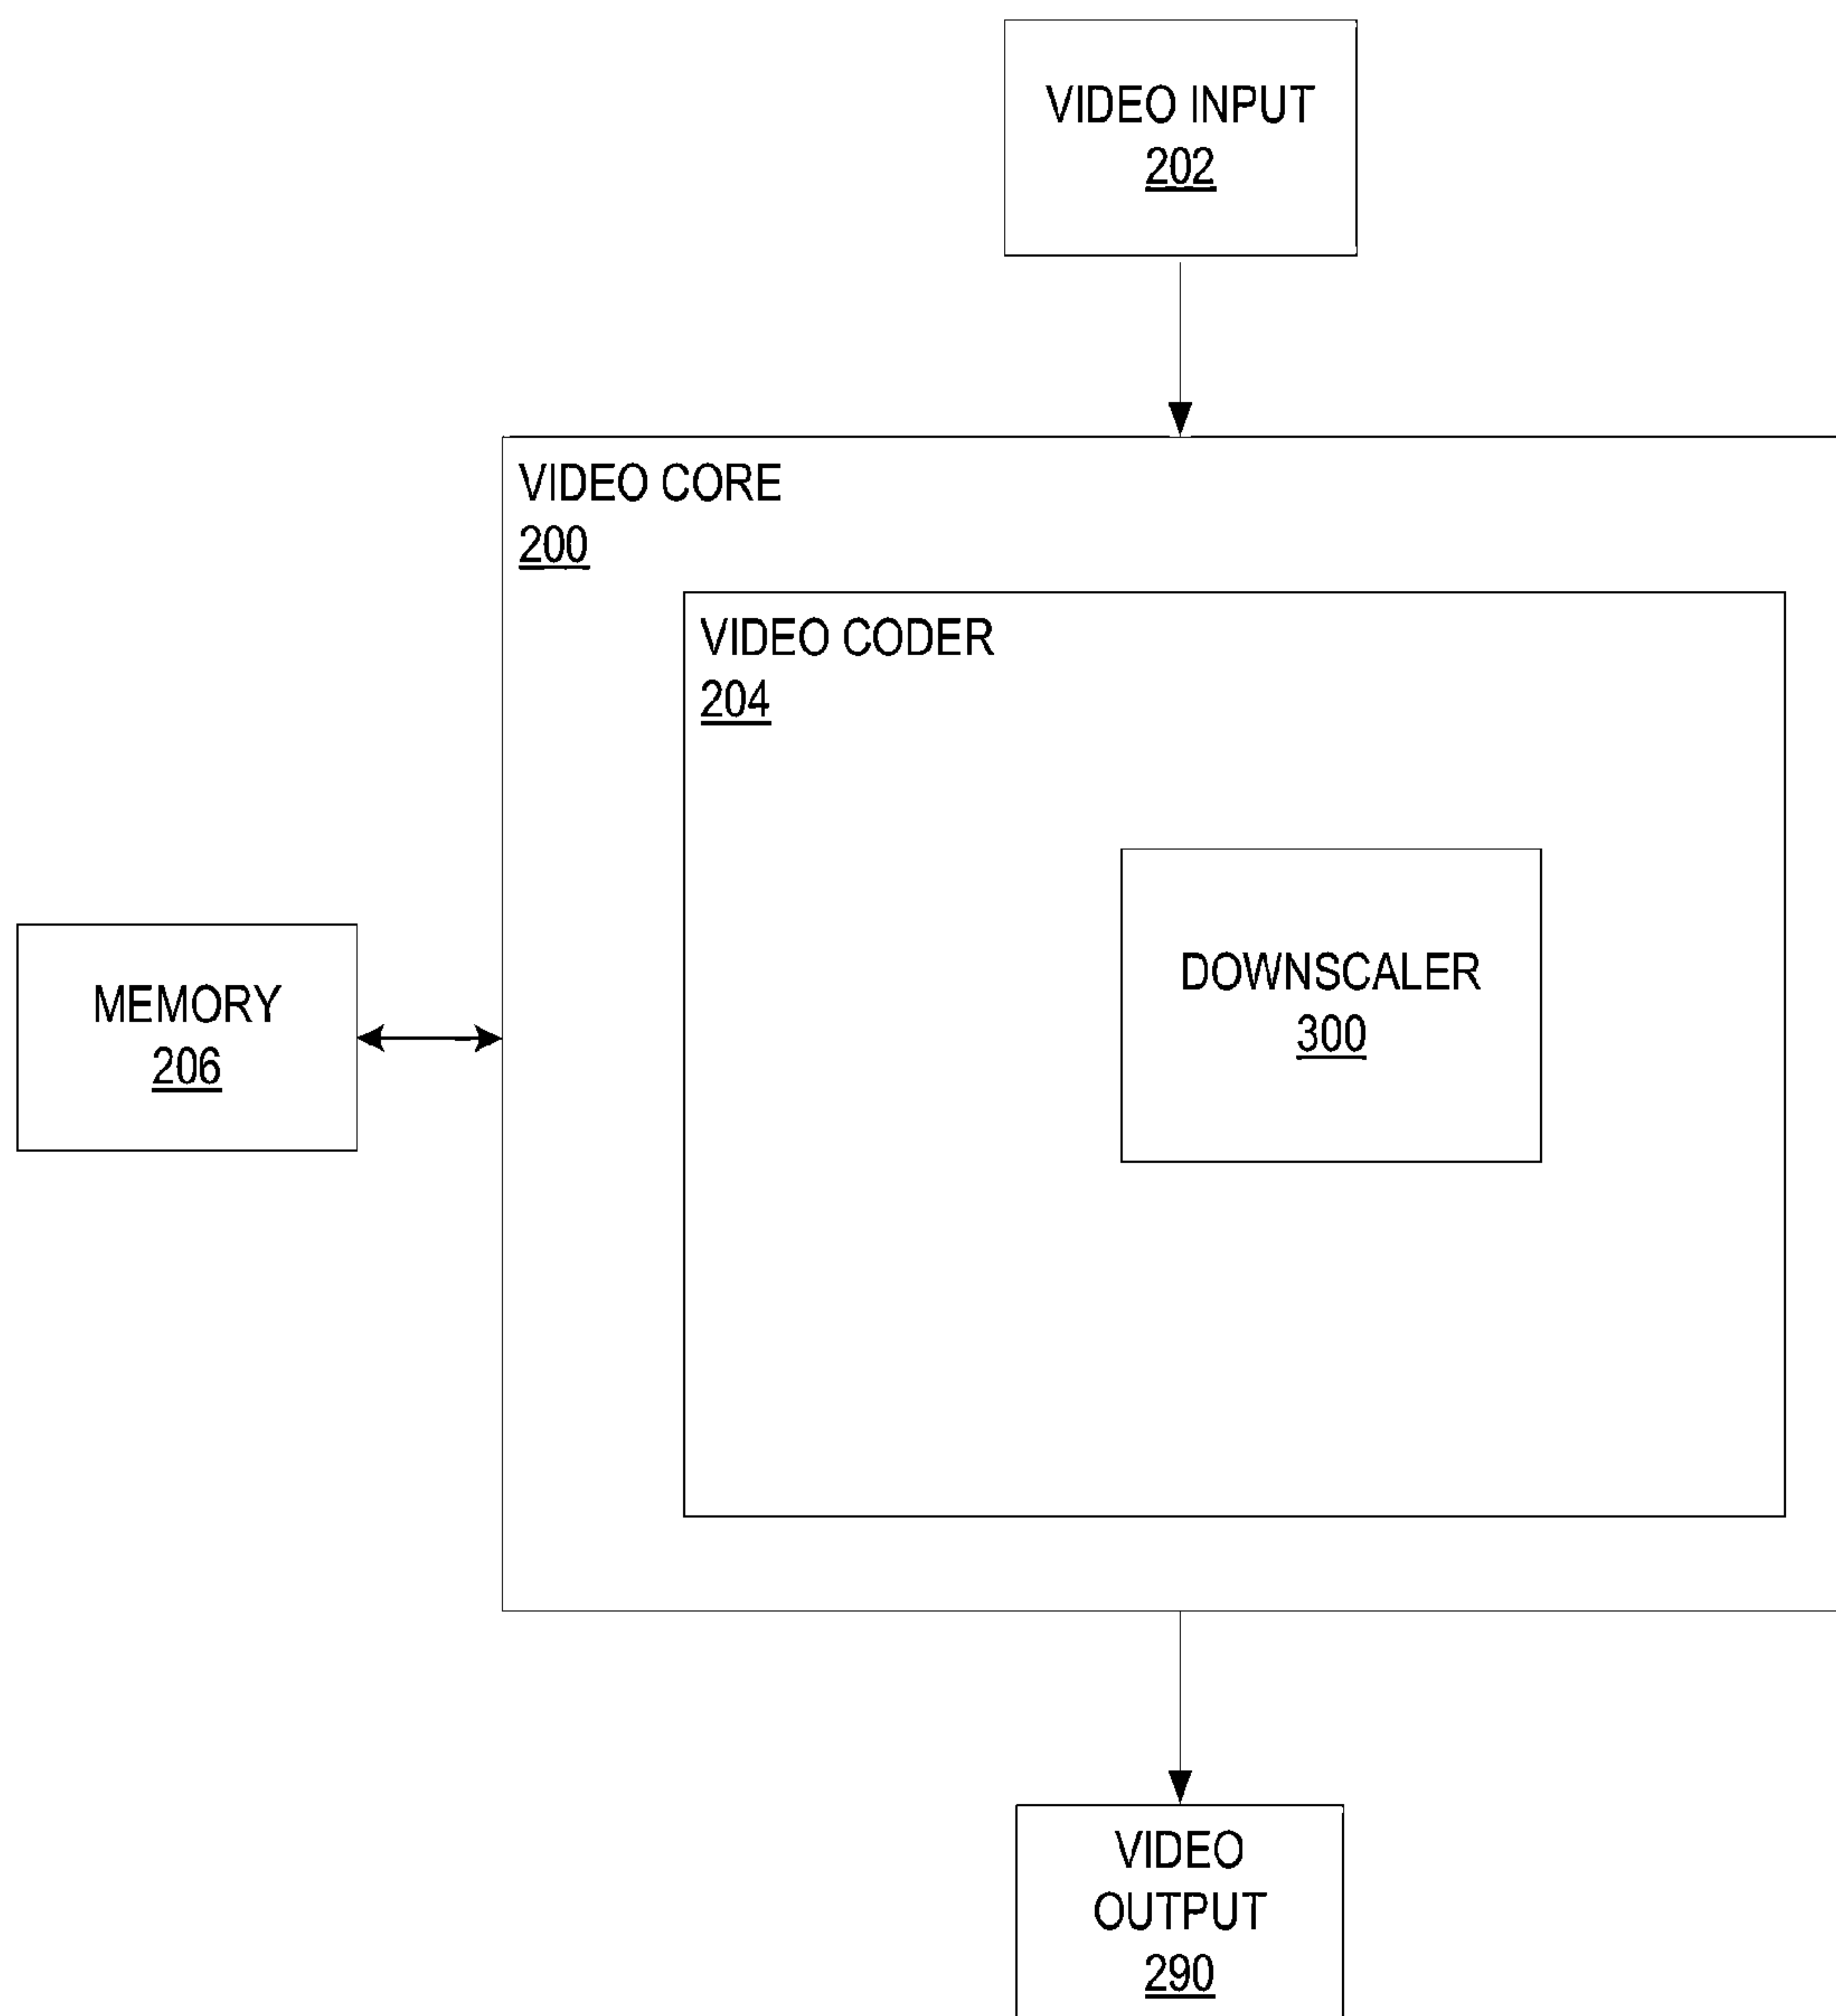 VIDEO INPUT
202
VIDEO CORE
200
VIDEO CODER
204
DOWNSCALER
300
MEMORY
206
VIDEO
OUTPUT
290